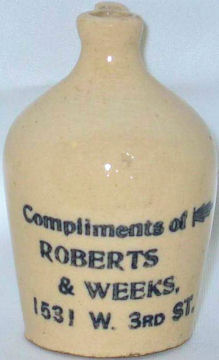 Compliments of
ROBERTS
& WEEKS,
1531 W. 3RD ST.